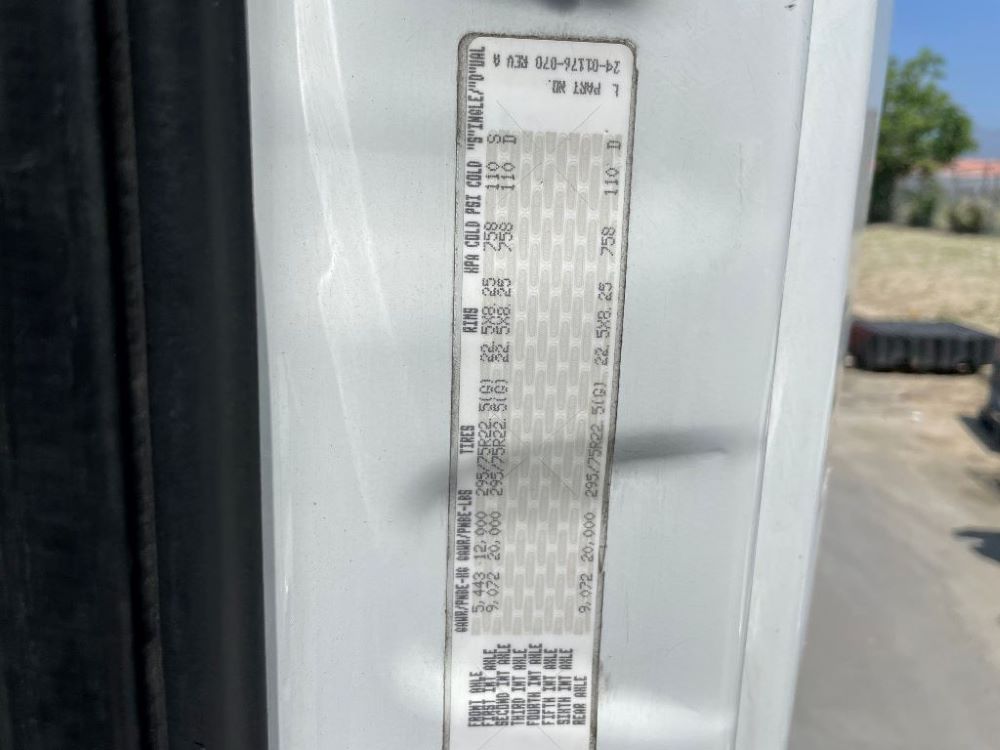 GAWR/PNBE-KG GAWR/PNBE-LBS TIRES RIMS KPA COLD PSI COLD "S"INGLE/"D"UAL
FRONT AXLE 5,443 12,000 295/75R22.5(G) 22.5X8.25 758 110 S
FIRST INT AXLE 9,072 20,000 295/75R22.5(G) 22.5X8.25 758 110 D
SECOND INT AXLE
THIRD INT AXLE
FOURTH INT AXLE
FIFTH INT AXLE
SIXTH INT AXLE
REAR AXLE 9,072 20,000 295/75R22.5(G) 22.5X8.25 758 110 D
L PART NO.
24-01176-070 REV A